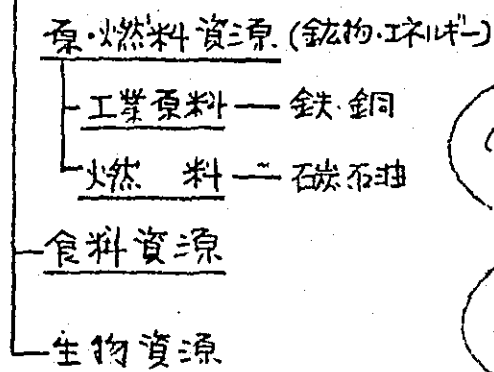 原・燃料資源(鉱物・エネルギー)
工業原料 — 鉄・銅
燃 料 — 石炭石油
食料資源
生物資源